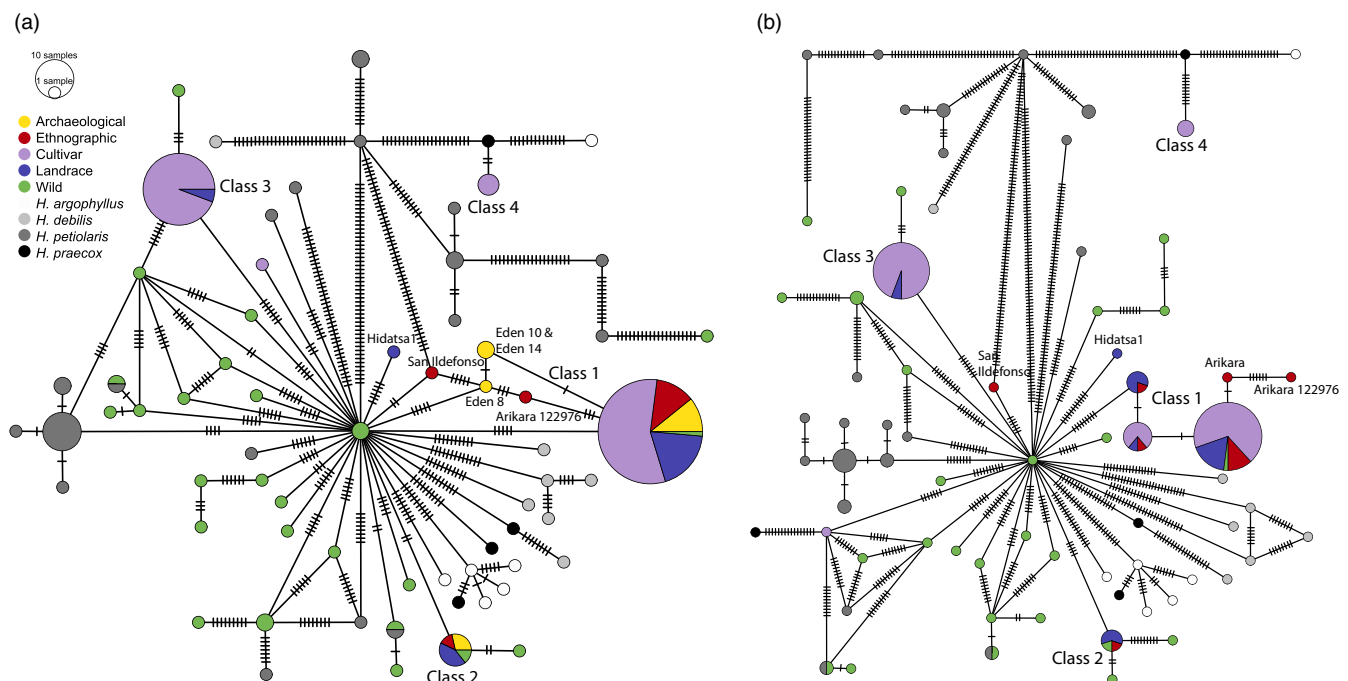 (a)
10 samples
1 sample
Archaeological
Ethnographic
Cultivar
Landrace
Wild
H. argophyllus
H. debilis
H. petiolaris
H. praecox
Class 3
Class 4
Hidatsa1
San Ildefonso
Eden 10 &
Eden 14
Eden 8
Arikara 122976
Class 1
Class 2
(b)
Class 4
Class 3
San
Ildefonso
Hidatsa1
Class 1
Arikara
Arikara 122976
Class 2